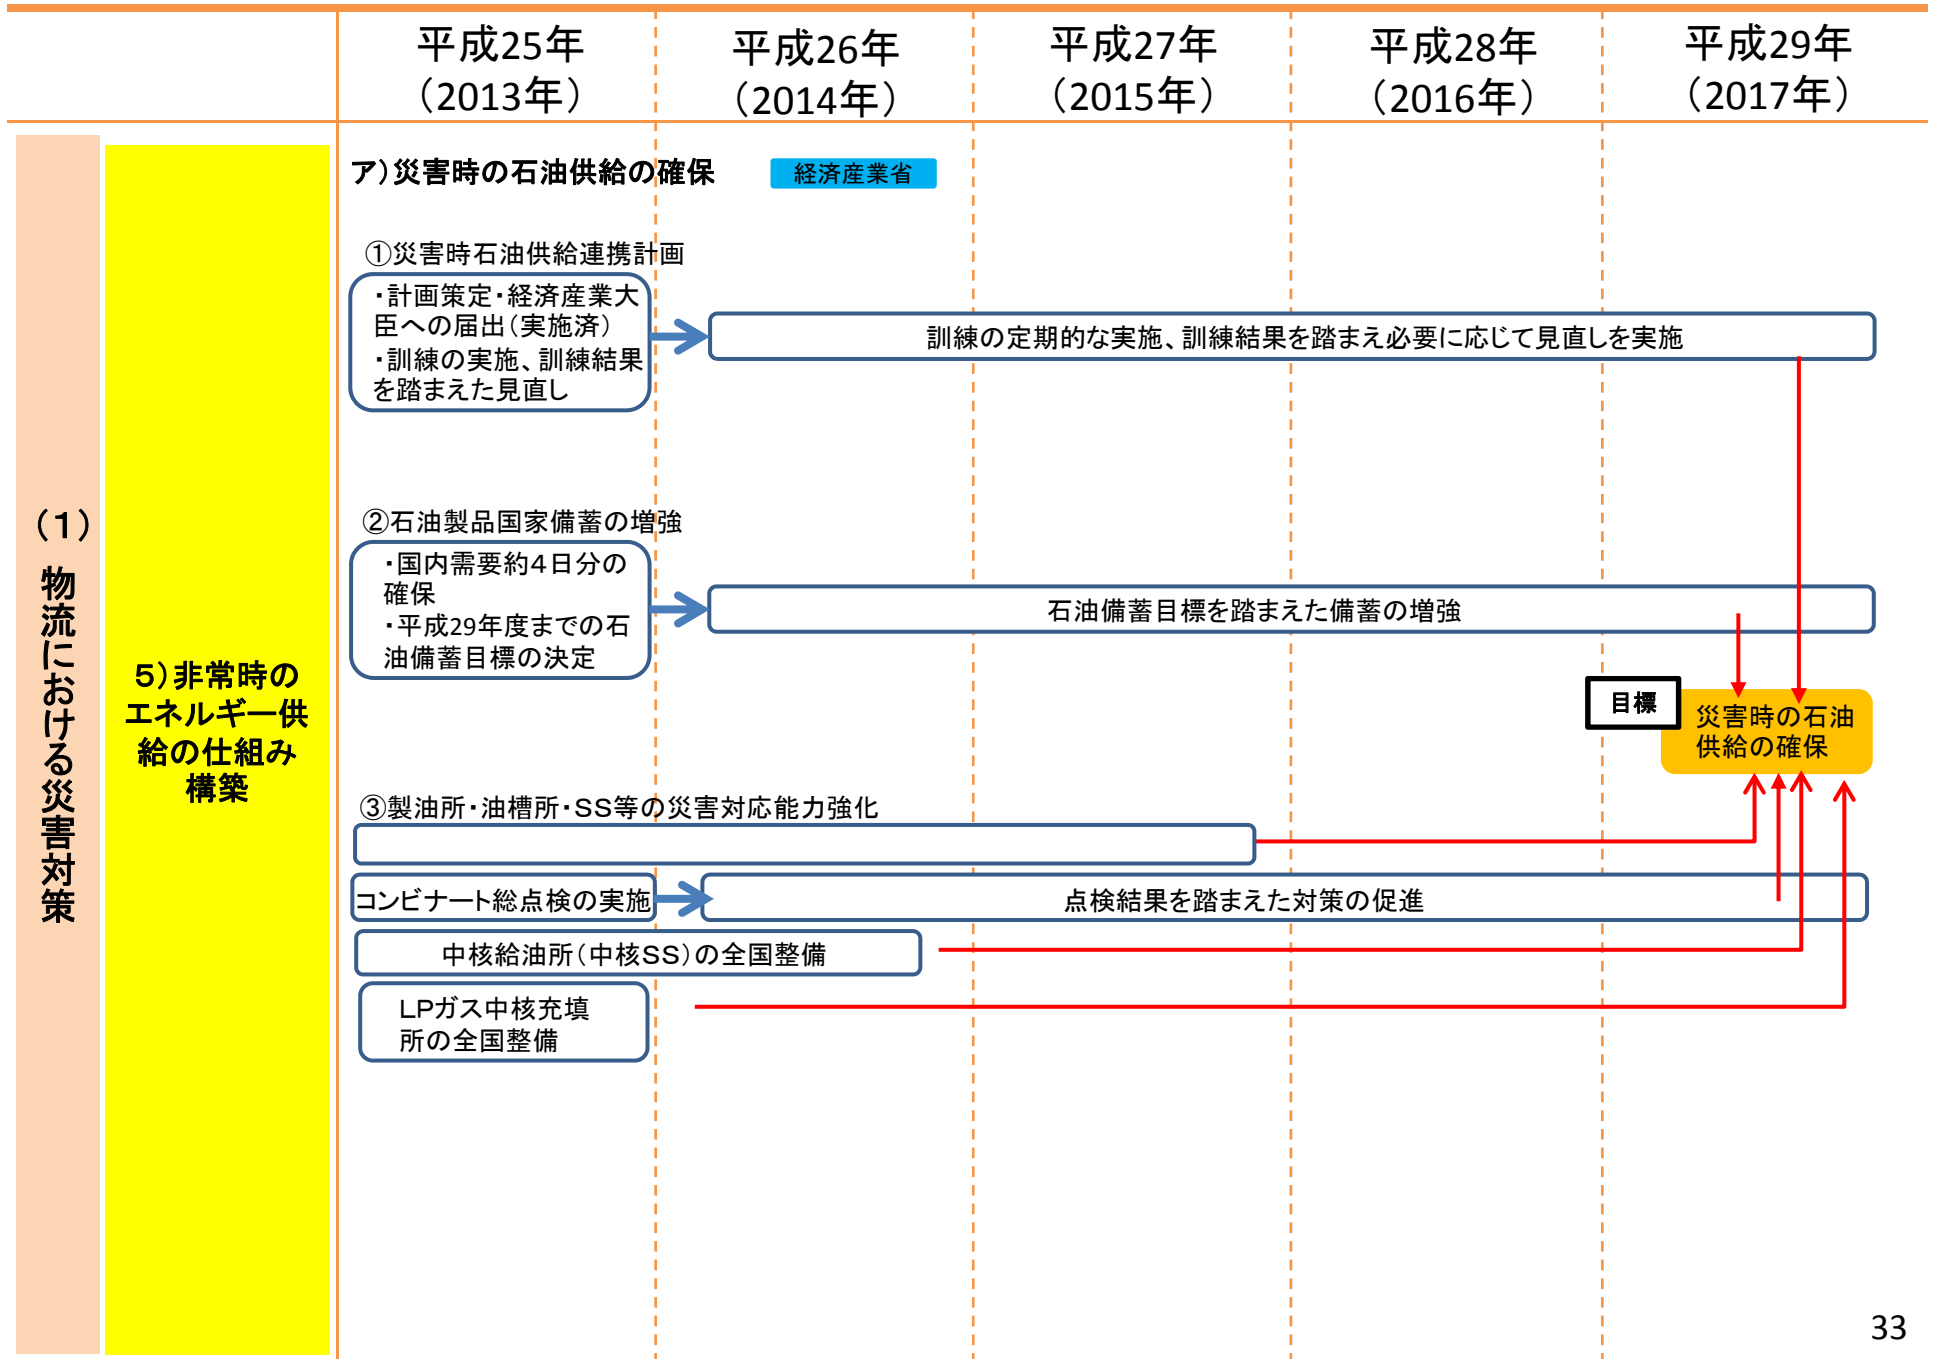 平成25年
（2013年）
平成26年
（2014年）
平成27年
（2015年）
平成28年
（2016年）
平成29年
（2017年）
（1）物流における災害対策
5）非常時の
エネルギー供
給の仕組み
構築
ア）災害時の石油供給の確保
経済産業省
①災害時石油供給連携計画
・計画策定・経済産業大
臣への届出（実施済）
・訓練の実施、訓練結果
を踏まえた見直し
訓練の定期的な実施、訓練結果を踏まえ必要に応じて見直しを実施
②石油製品国家備蓄の増強
・国内需要約4日分の
確保
・平成29年度までの石
油備蓄目標の決定
石油備蓄目標を踏まえた備蓄の増強
目標
災害時の石油
供給の確保
③製油所・油槽所・SS等の災害対応能力強化
コンビナート総点検の実施
点検結果を踏まえた対策の促進
中核給油所（中核SS）の全国整備
LPガス中核充填
所の全国整備
33